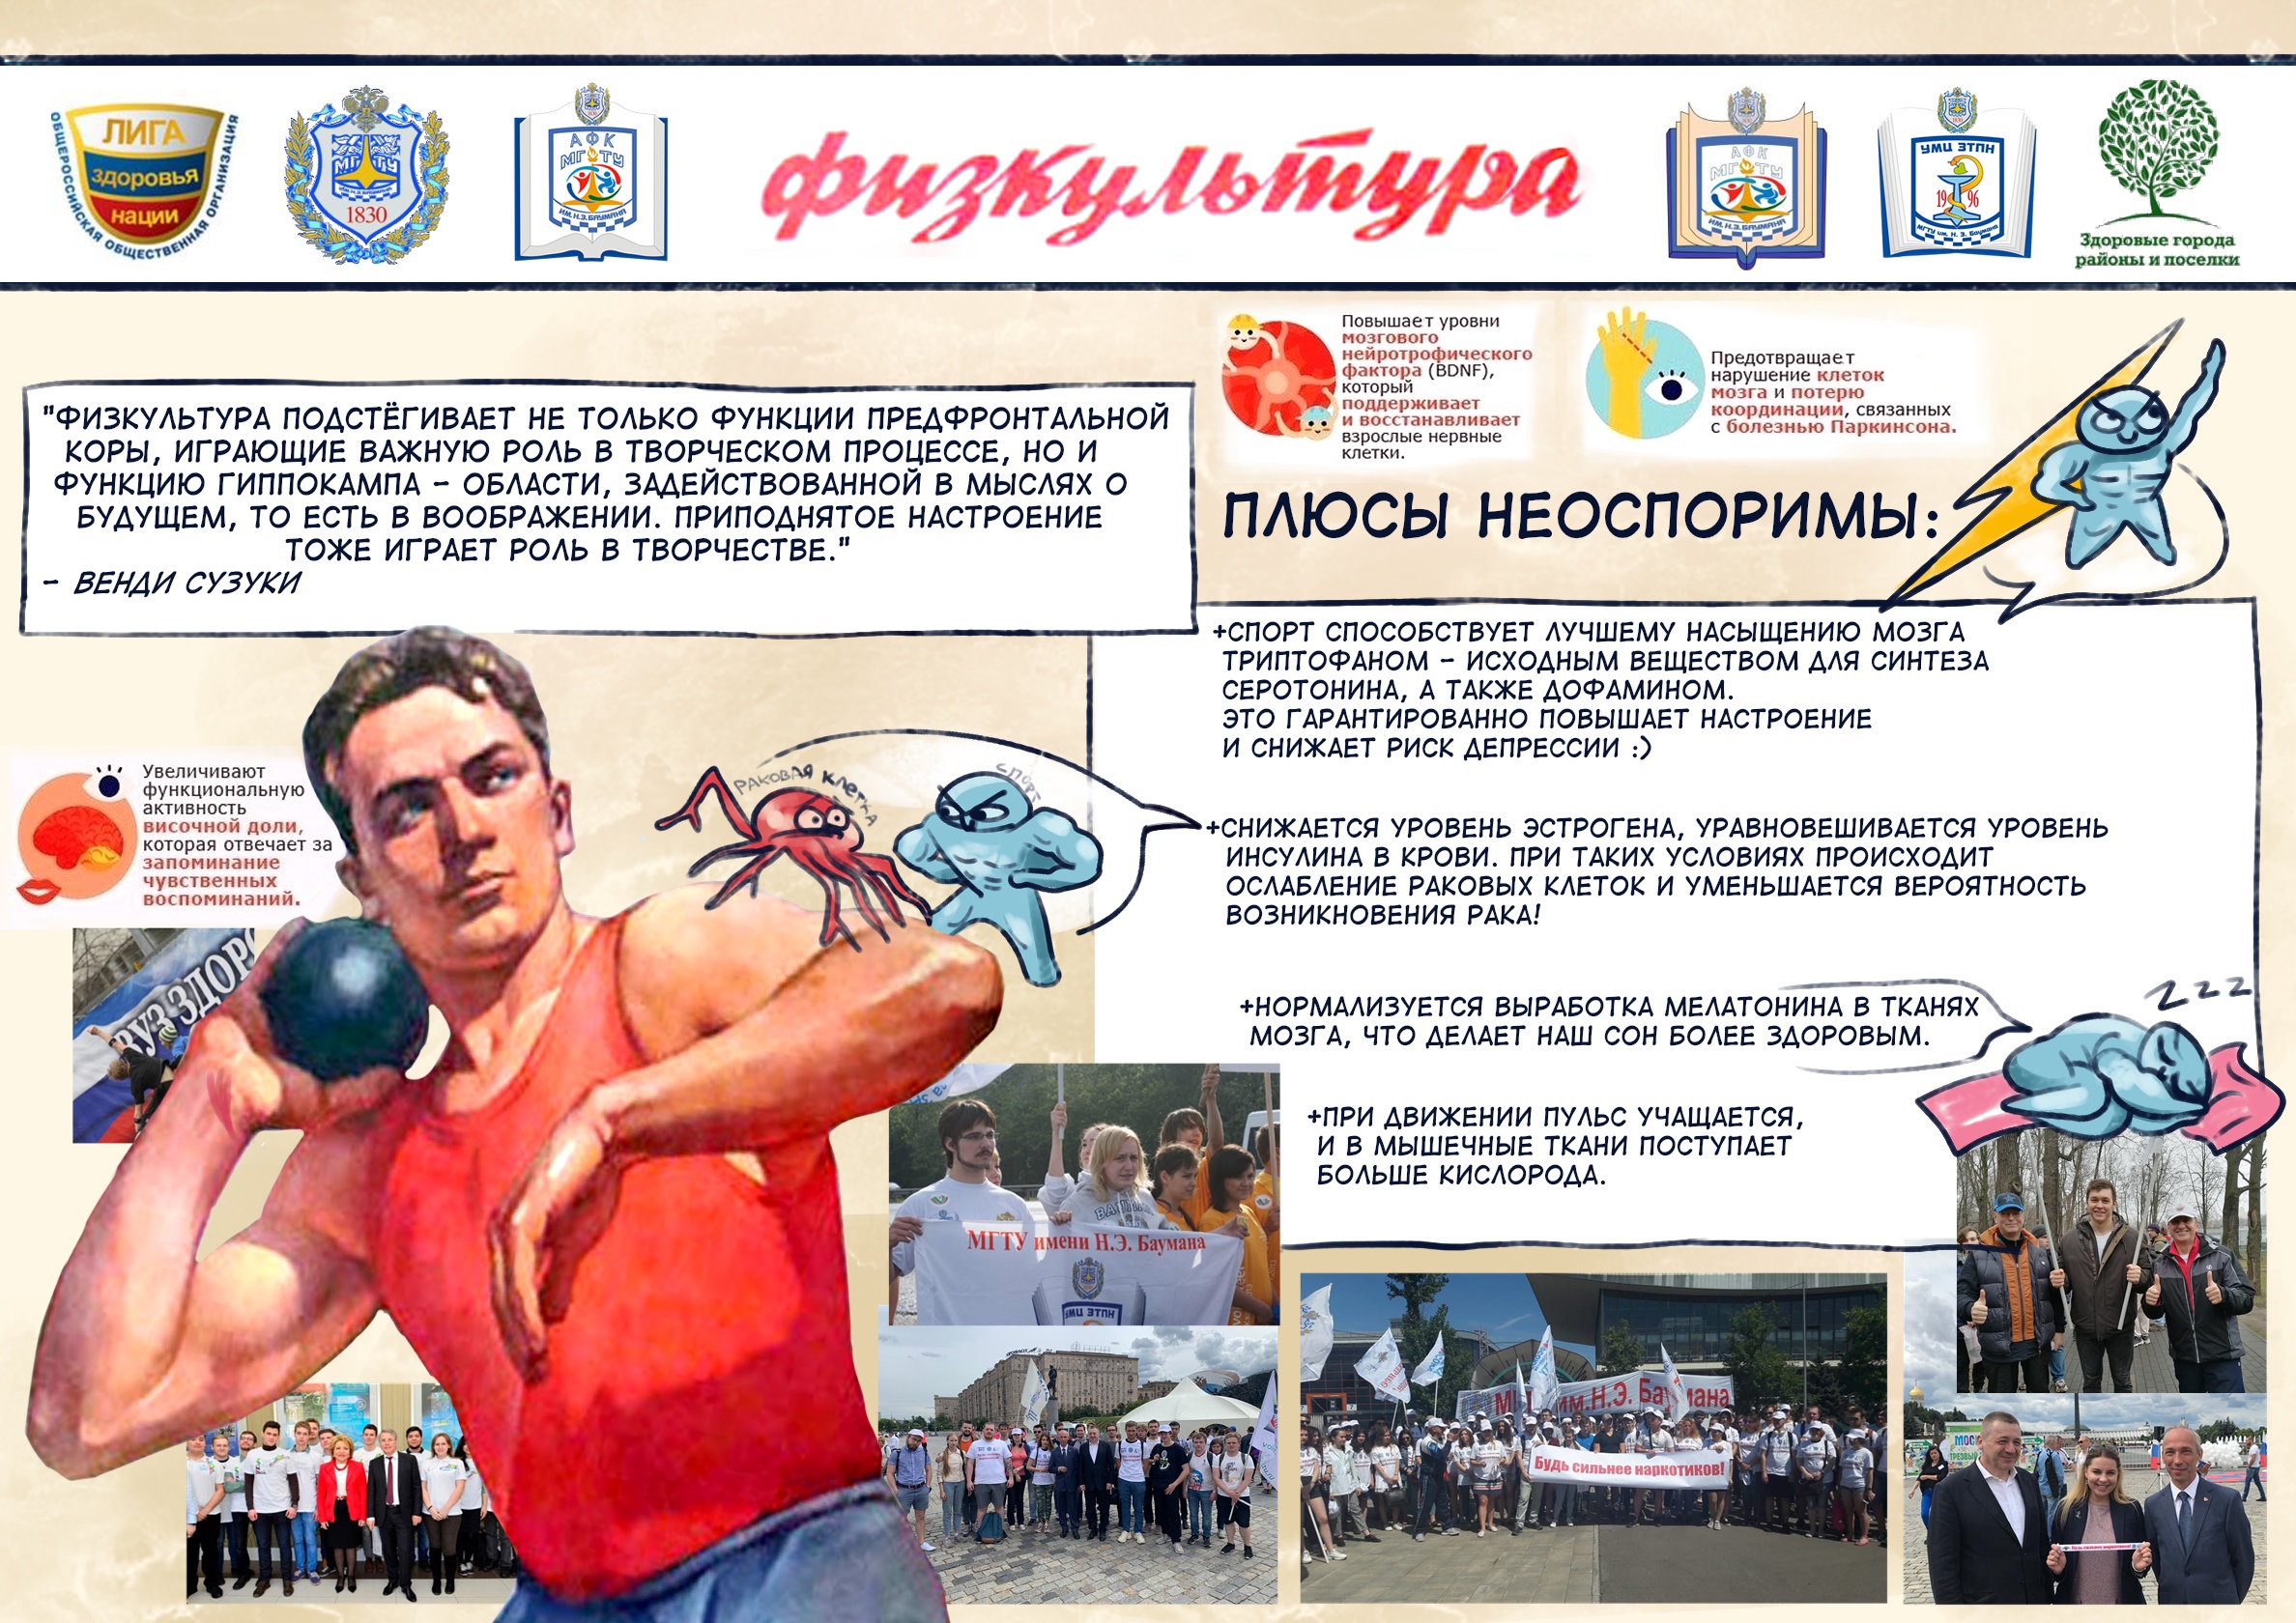 ЛИГА
здоровья
нации
ОБЩЕРОССИЙСКАЯ ОБЩЕСТВЕННАЯ ОРГАНИЗАЦИЯ
МГТУ
ИМ. Н.Э. БАУМАНА
1830
АФК
МГТУ
ИМ. Н.Э. БАУМАНА
физкультура
АФК
МГТУ
ИМ. Н.Э. БАУМАНА
УМЦ ЗТПН
19 96
МГТУ им. Н. Э. Баумана
Здоровые города
районы и поселки
Повышает уровни
мозгового
нейротрофического
фактора (BDNF),
который
поддерживает
и восстанавливает
взрослые нервные
клетки.
Предотвращает
нарушение клеток
мозга и потерю
координации, связанных
с болезнью Паркинсона.
"ФИЗКУЛЬТУРА ПОДСТЁГИВАЕТ НЕ ТОЛЬКО ФУНКЦИИ ПРЕДФРОНТАЛЬНОЙ
КОРЫ, ИГРАЮЩИЕ ВАЖНУЮ РОЛЬ В ТВОРЧЕСКОМ ПРОЦЕССЕ, НО И
ФУНКЦИЮ ГИППОКАМПА - ОБЛАСТИ, ЗАДЕЙСТВОВАННОЙ В МЫСЛЯХ О
БУДУЩЕМ, ТО ЕСТЬ В ВООБРАЖЕНИИ. ПРИПОДНЯТОЕ НАСТРОЕНИЕ
ТОЖЕ ИГРАЕТ РОЛЬ В ТВОРЧЕСТВЕ."
- ВЕНДИ СУЗУКИ
ПЛЮСЫ НЕОСПОРИМЫ:
+СПОРТ СПОСОБСТВУЕТ ЛУЧШЕМУ НАСЫЩЕНИЮ МОЗГА
ТРИПТОФАНОМ - ИСХОДНЫМ ВЕЩЕСТВОМ ДЛЯ СИНТЕЗА
СЕРОТОНИНА, А ТАКЖЕ ДОФАМИНОМ.
ЭТО ГАРАНТИРОВАННО ПОВЫШАЕТ НАСТРОЕНИЕ
И СНИЖАЕТ РИСК ДЕПРЕССИИ :)
Увеличивают
функциональную
активность
височной доли,
которая отвечает за
запоминание
чувственных
воспоминаний.
РАКОВАЯ КЛЕТКА
СПОРТ
+СНИЖАЕТСЯ УРОВЕНЬ ЭСТРОГЕНА, УРАВНОВЕШИВАЕТСЯ УРОВЕНЬ
ИНСУЛИНА В КРОВИ. ПРИ ТАКИХ УСЛОВИЯХ ПРОИСХОДИТ
ОСЛАБЛЕНИЕ РАКОВЫХ КЛЕТОК И УМЕНЬШАЕТСЯ ВЕРОЯТНОСТЬ
ВОЗНИКНОВЕНИЯ РАКА!
ВУЗ ЗДОРО
ZZZ
+НОРМАЛИЗУЕТСЯ ВЫРАБОТКА МЕЛАТОНИНА В ТКАНЯХ
МОЗГА, ЧТО ДЕЛАЕТ НАШ СОН БОЛЕЕ ЗДОРОВЫМ.
+ПРИ ДВИЖЕНИИ ПУЛЬС УЧАЩАЕТСЯ,
И В МЫШЕЧНЫЕ ТКАНИ ПОСТУПАЕТ
БОЛЬШЕ КИСЛОРОДА.
МГТУ имени Н.Э. Баумана
УМЦ ЗТПН
им.Н.Э. Баумана
Будь сильнее наркотиков!